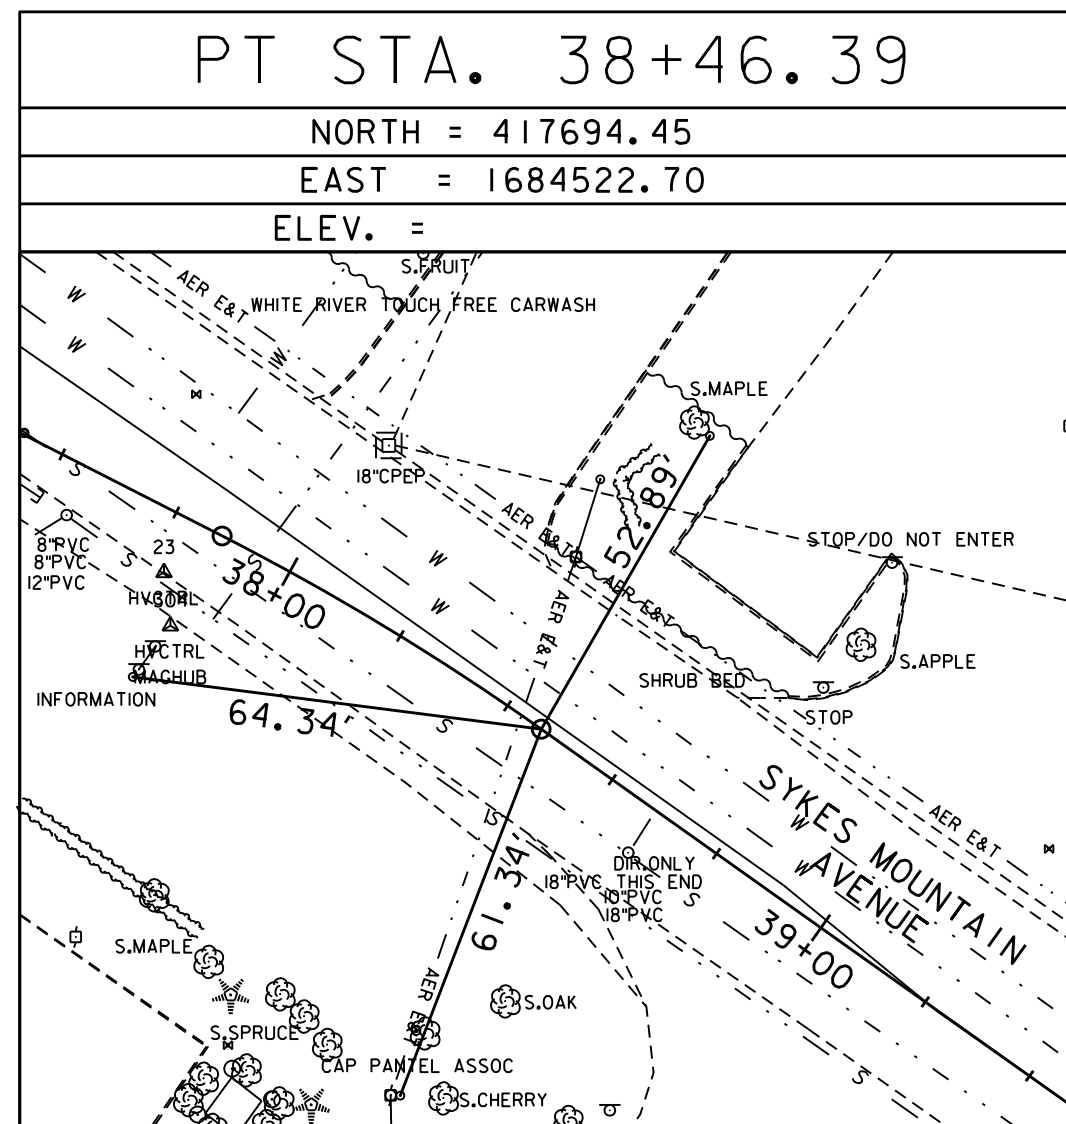 PT STA. 38+46.39
NORTH = 417694.45
EAST = 1684522.70
ELEV. =
S.FRUIT
AER E&T
WHITE RIVER TOUCH FREE CARWASH
W
W
W
S.MAPLE
S
18"CPEP
52.89'
AER E&T
STOP/DO NOT ENTER
8"PVC
8"PVC
12"PVC
23
S
S
W
W
38+00
HVCTRL
AER E&T
AER E&T
HVCTRL
MAGHUB
INFORMATION
S.APPLE
SHRUB BED
STOP
64.34'
S
SYKES MOUNTAIN
AVENUE
W
W
AER E&T
S
61.34'
DIR.ONLY
18"PVC THIS END
10"PVC
18"PVC
S
39+00
S.MAPLE
AER E&T
S.OAK
S.SPRUCE
CAP PANTEL ASSOC
S
S.CHERRY